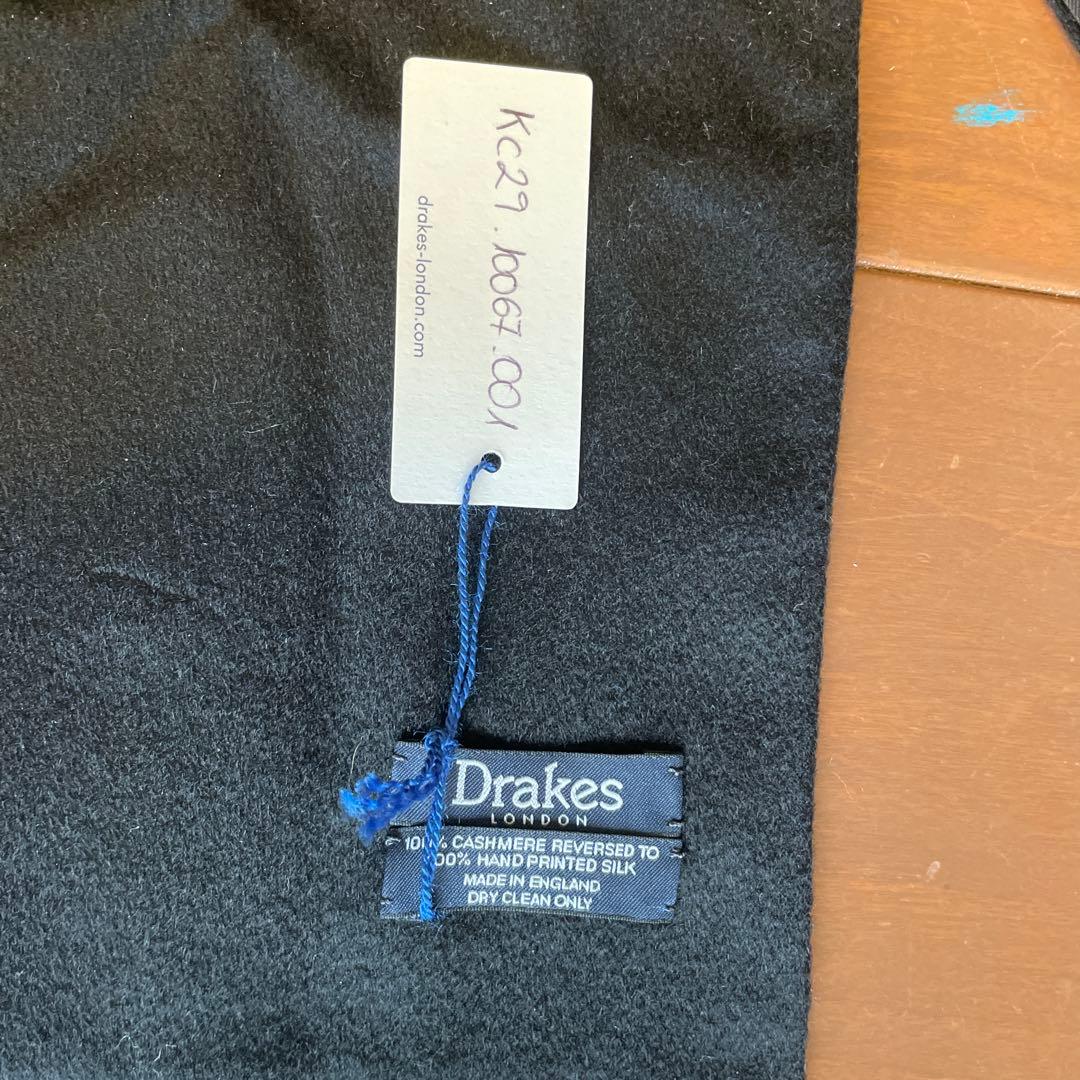 KC29.10067.001
drakes-london.com
Drakes
LONDON
100% CASHMERE REVERSED TO
100% HAND PRINTED SILK
MADE IN ENGLAND
DRY CLEAN ONLY